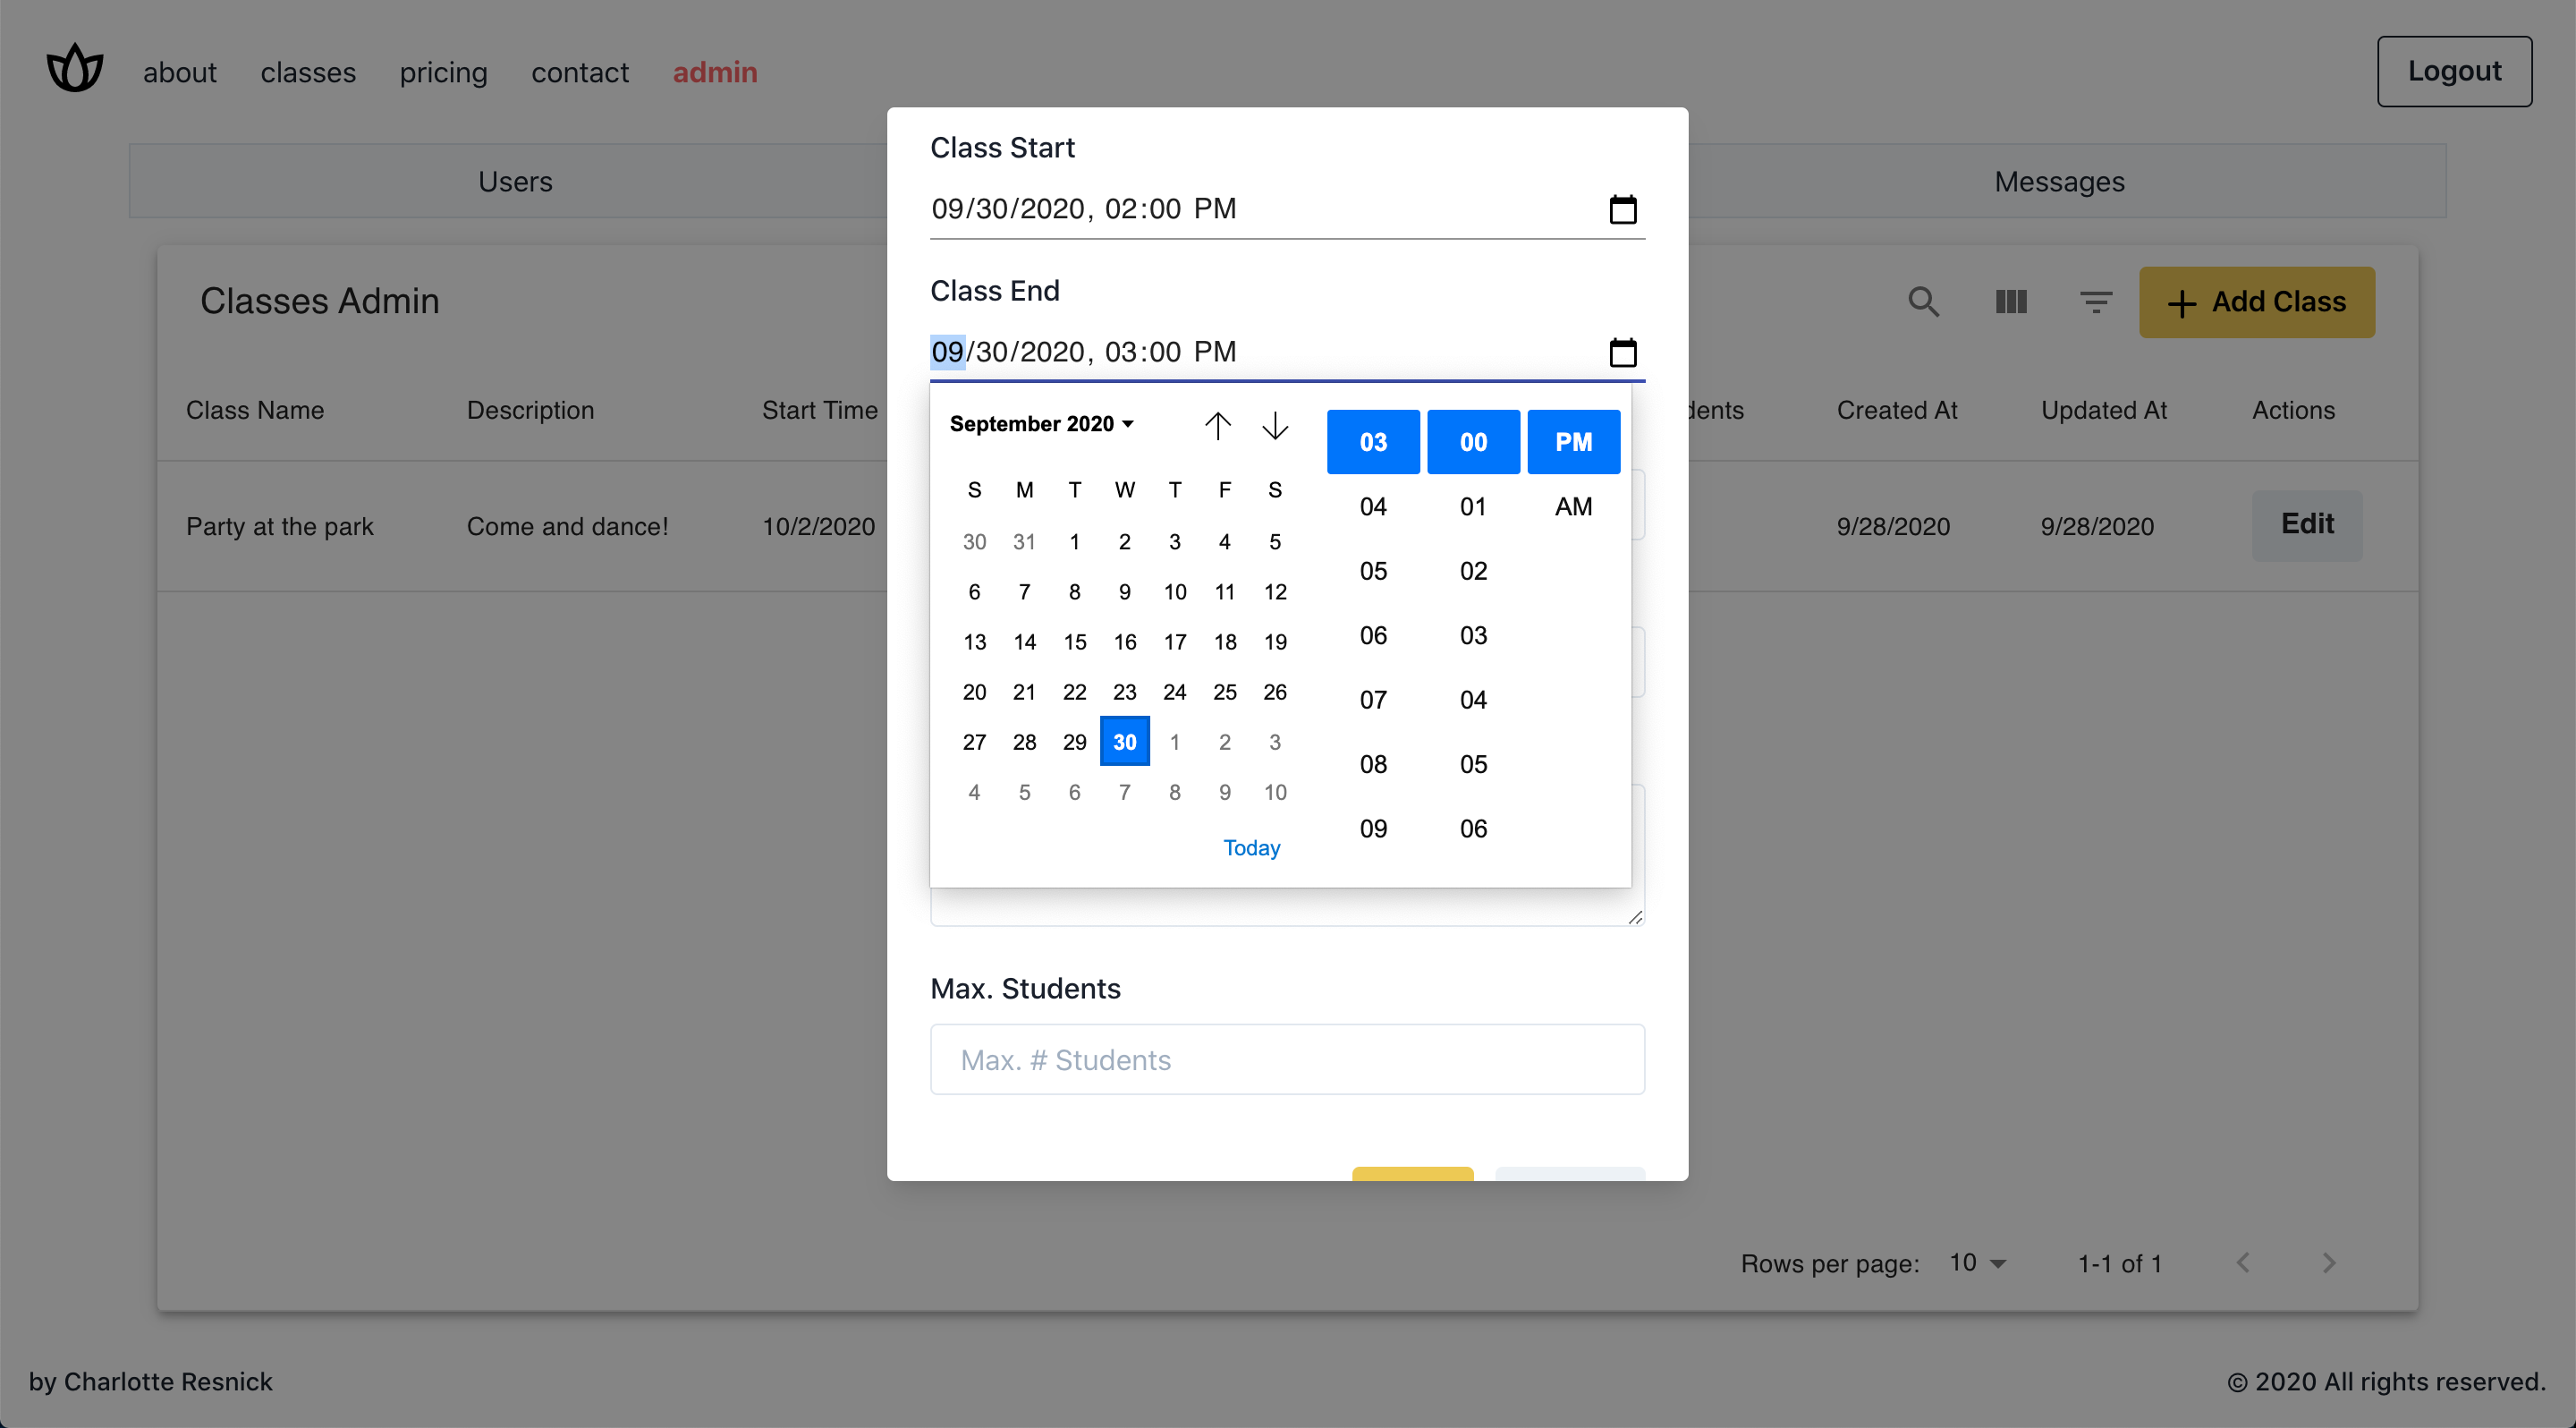 about classes pricing contact admin
Logout
Users
Messages
Classes Admin
Add Class
Class Name Description Start Time Created At Updated At Actions
Party at the park Come and dance! 10/2/2020 9/28/2020 9/28/2020 Edit
Class Start
09/30/2020, 02:00 PM
Class End
09/30/2020, 03:00 PM
September 2020
S M T W T F S
30 31 1 2 3 4 5
6 7 8 9 10 11 12
13 14 15 16 17 18 19
20 21 22 23 24 25 26
27 28 29 30 1 2 3
4 5 6 7 8 9 10
Today
03 00 PM
04 01 AM
05 02
06 03
07 04
08 05
09 06
Max. Students
Max. # Students
Rows per page: 10 1-1 of 1
by Charlotte Resnick
© 2020 All rights reserved.